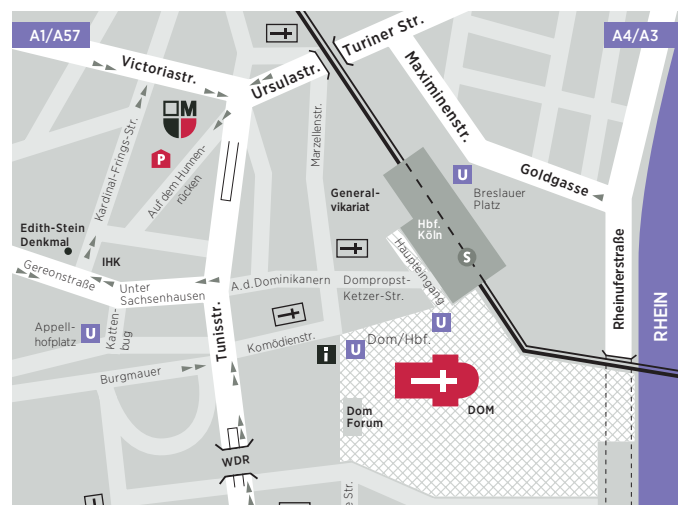 A1/A57
A4/A3
Turiner Str.
Victoriastr.
Ursulastr.
Maximinenstr.
M
P
Kardinal-Frings-Str.
Auf dem Hunnen-
rücken
Marzellenstr.
Goldgasse
U
Breslauer
Platz
General-
vikariat
Hbf.
Köln
S
Haupteingang
Edith-Stein
Denkmal
IHK
Gereonstraße
Unter
Sachsenhausen
A.d.Dominikanern
Dompropst-
Ketzer-Str.
Rheinuferstraße
RHEIN
Appell-
hofplatz
U
Katten-
bug
Tunisstr.
Komödienstr.
i
U
U
Dom/Hbf.
Burgmauer
DOM
Dom
Forum
WDR
e Str.